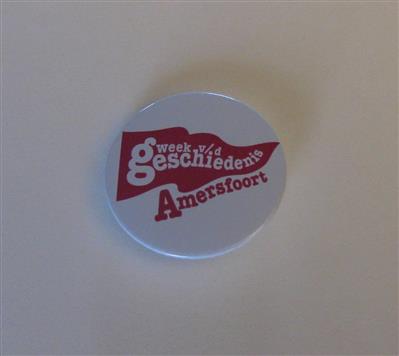 week v/d
geschiedenis
Amersfoort